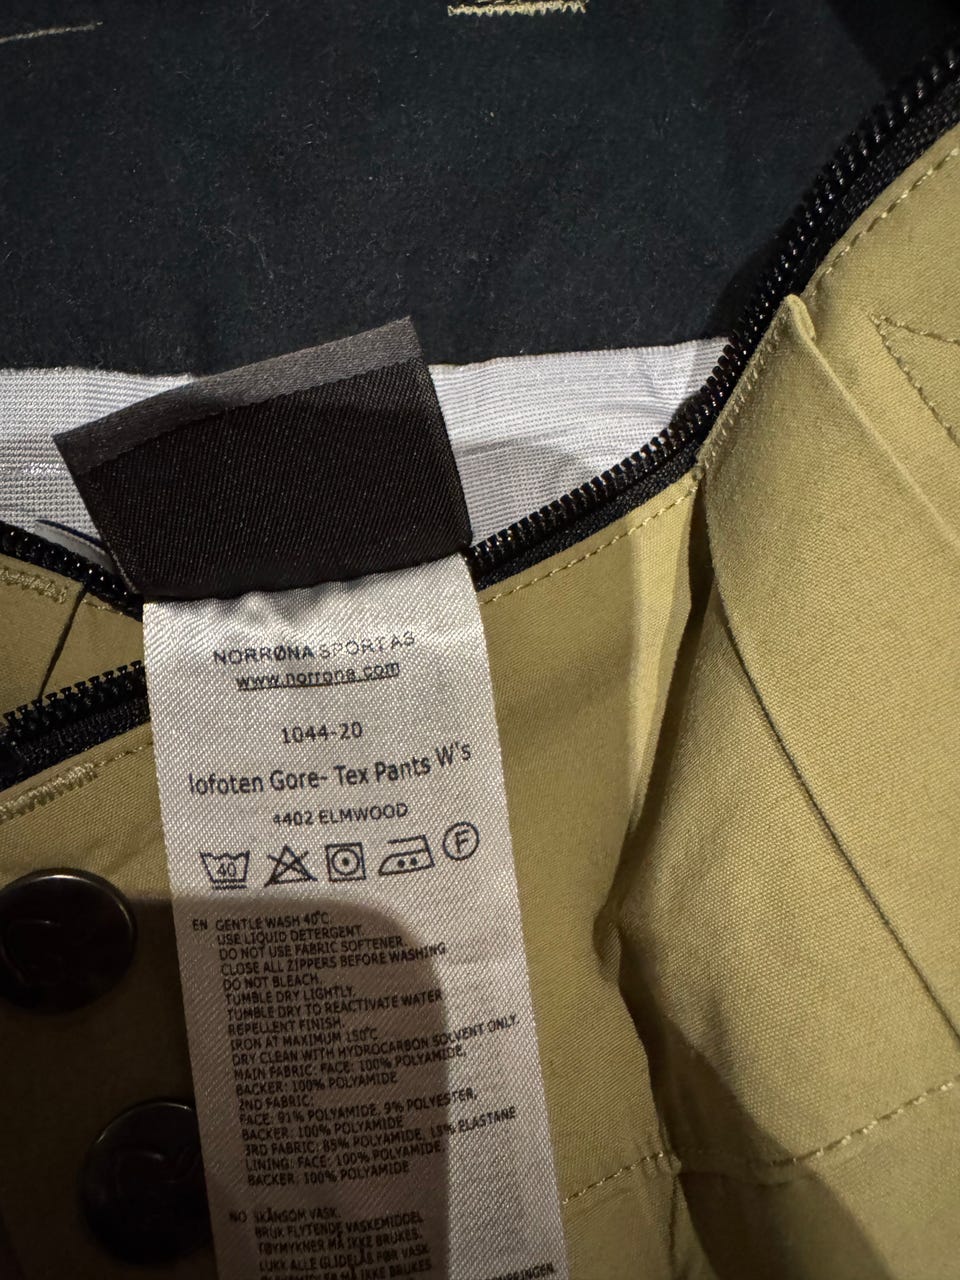 NORRØNA SPORT AS
www.norrona.com
1044-20
lofoten Gore- Tex Pants W's
4402 ELMWOOD
40 F
EN GENTLE WASH 40°C.
USE LIQUID DETERGENT.
DO NOT USE FABRIC SOFTENER.
CLOSE ALL ZIPPERS BEFORE WASHING
DO NOT BLEACH.
TUMBLE DRY LIGHTLY.
TUMBLE DRY TO REACTIVATE WATER
REPELLENT FINISH.
IRON AT MAXIMUM 150°C
DRY CLEAN WITH HYDROCARBON SOLVENT ONLY.
MAIN FABRIC: FACE: 100% POLYAMIDE,
BACKER: 100% POLYAMIDE
2ND FABRIC:
FACE: 91% POLYAMIDE, 9% POLYESTER,
BACKER: 100% POLYAMIDE
3RD FABRIC: 85% POLYAMIDE, 15% ELASTANE
LINING: FACE: 100% POLYAMIDE,
BACKER: 100% POLYAMIDE
NO SKÅNSOM VASK.
BRUK FLYTENDE VASKEMIDDEL
TØYMYKNER MÅ IKKE BRUKES.
LUKK ALLE GLIDELÅS FØR VASK
MÅ IKKE BRUKES.